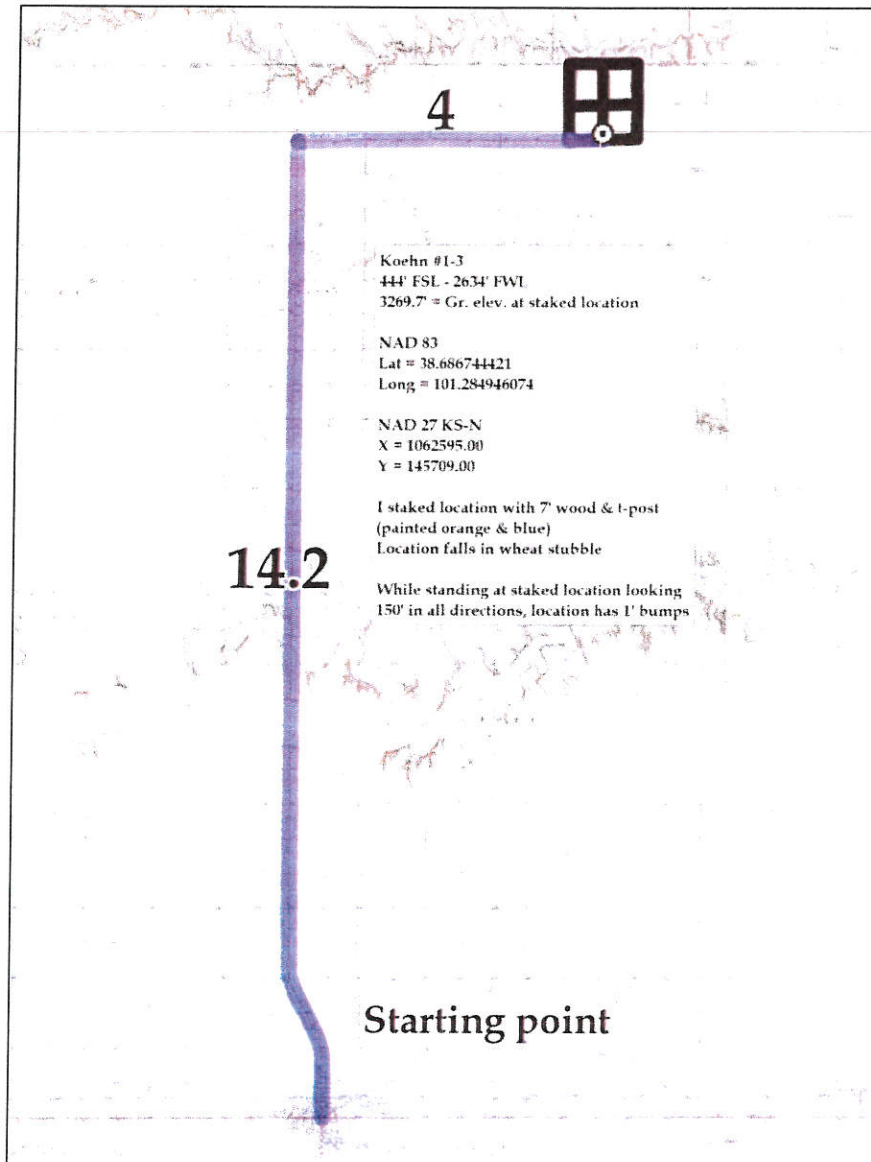 4
Koehn #1-3
444' FSL - 2634' FWL
3269.7' = Gr. elev. at staked location
NAD 83
Lat = 38.686744421
Long = 101.284946074
NAD 27 KS-N
X = 1062595.00
Y = 145709.00
I staked location with 7' wood & t-post
(painted orange & blue)
Location falls in wheat stubble
14.2
While standing at staked location looking
150' in all directions, location has 1' bumps
Starting point